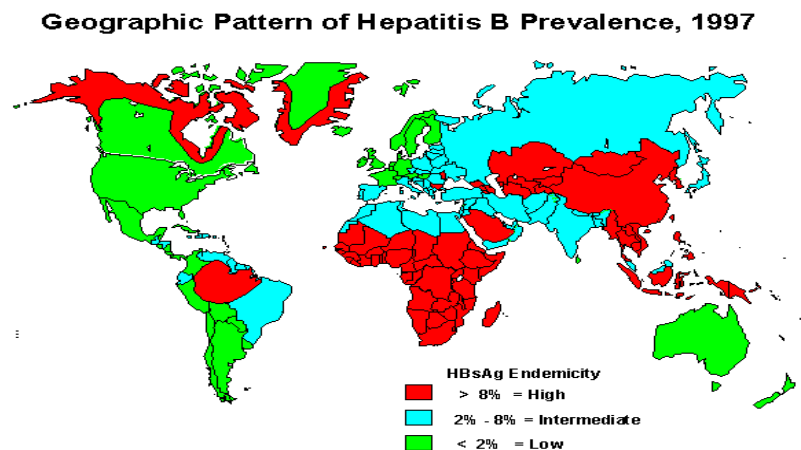 Geographic Pattern of Hepatitis B Prevalence, 1997
HBsAg Endemicity
> 8% = High
2% - 8% = Intermediate
< 2% = Low